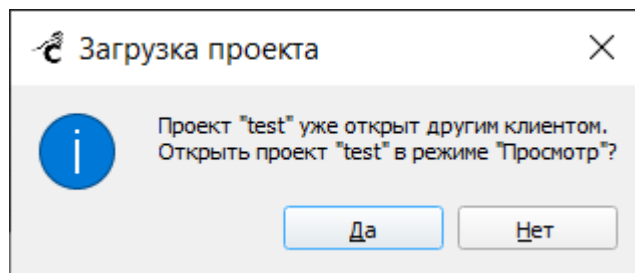 Загрузка проекта
Проект "test" уже открыт другим клиентом.
Открыть проект "test" в режиме "Просмотр"?
Да
Нет